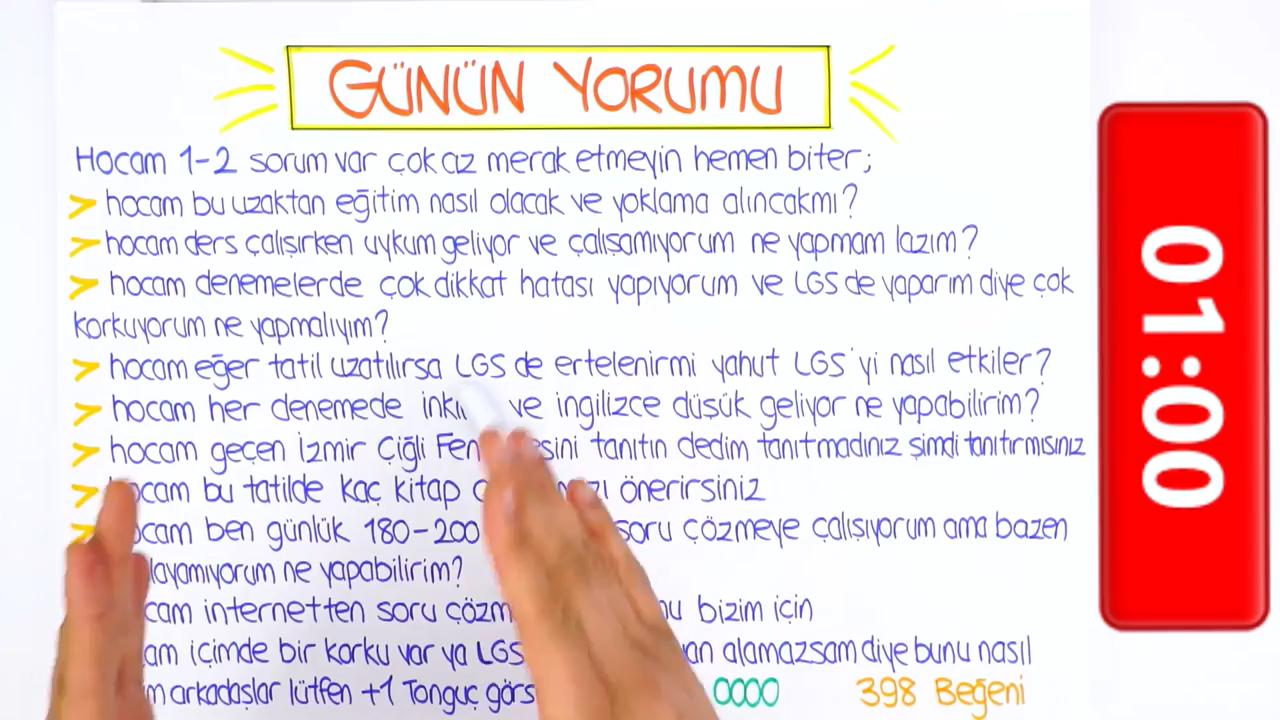 GÜNÜN YORUMU
Hocam 1-2 sorum var çok az merak etmeyin hemen biter;
> hocam bu uzaktan eğitim nasıl olacak ve yoklama alıncakmı?
> hocam ders çalışırken uykum geliyor ve çalışamıyorum ne yapmam lazım?
> hocam denemelerde çok dikkat hatası yapıyorum ve LGS de yaparım diye çok
korkuyorum ne yapmalıyım?
> hocam eğer tatil uzatılırsa LGS de ertelenirmi yahut LGS'yi nasıl etkiler?
> hocam her denemede ve ingilizce düşük geliyor ne yapabilirim?
> hocam geçen İzmir Çiğli Fen tanıtın dedim tanıtmadınız şimdi tanıtırmısınız
> hocam bu tatilde kaç kitap önerirsiniz
hocam ben günlük 180-200 soru çözmeye çalışıyorum ama bazen
ne yapabilirim?
internetten soru bizim için
içimde bir korku var ya LGS alamazsam diye bunu nasıl
arkadaşlar lütfen +1 Tonguç 0000 398 Beğeni
01:00